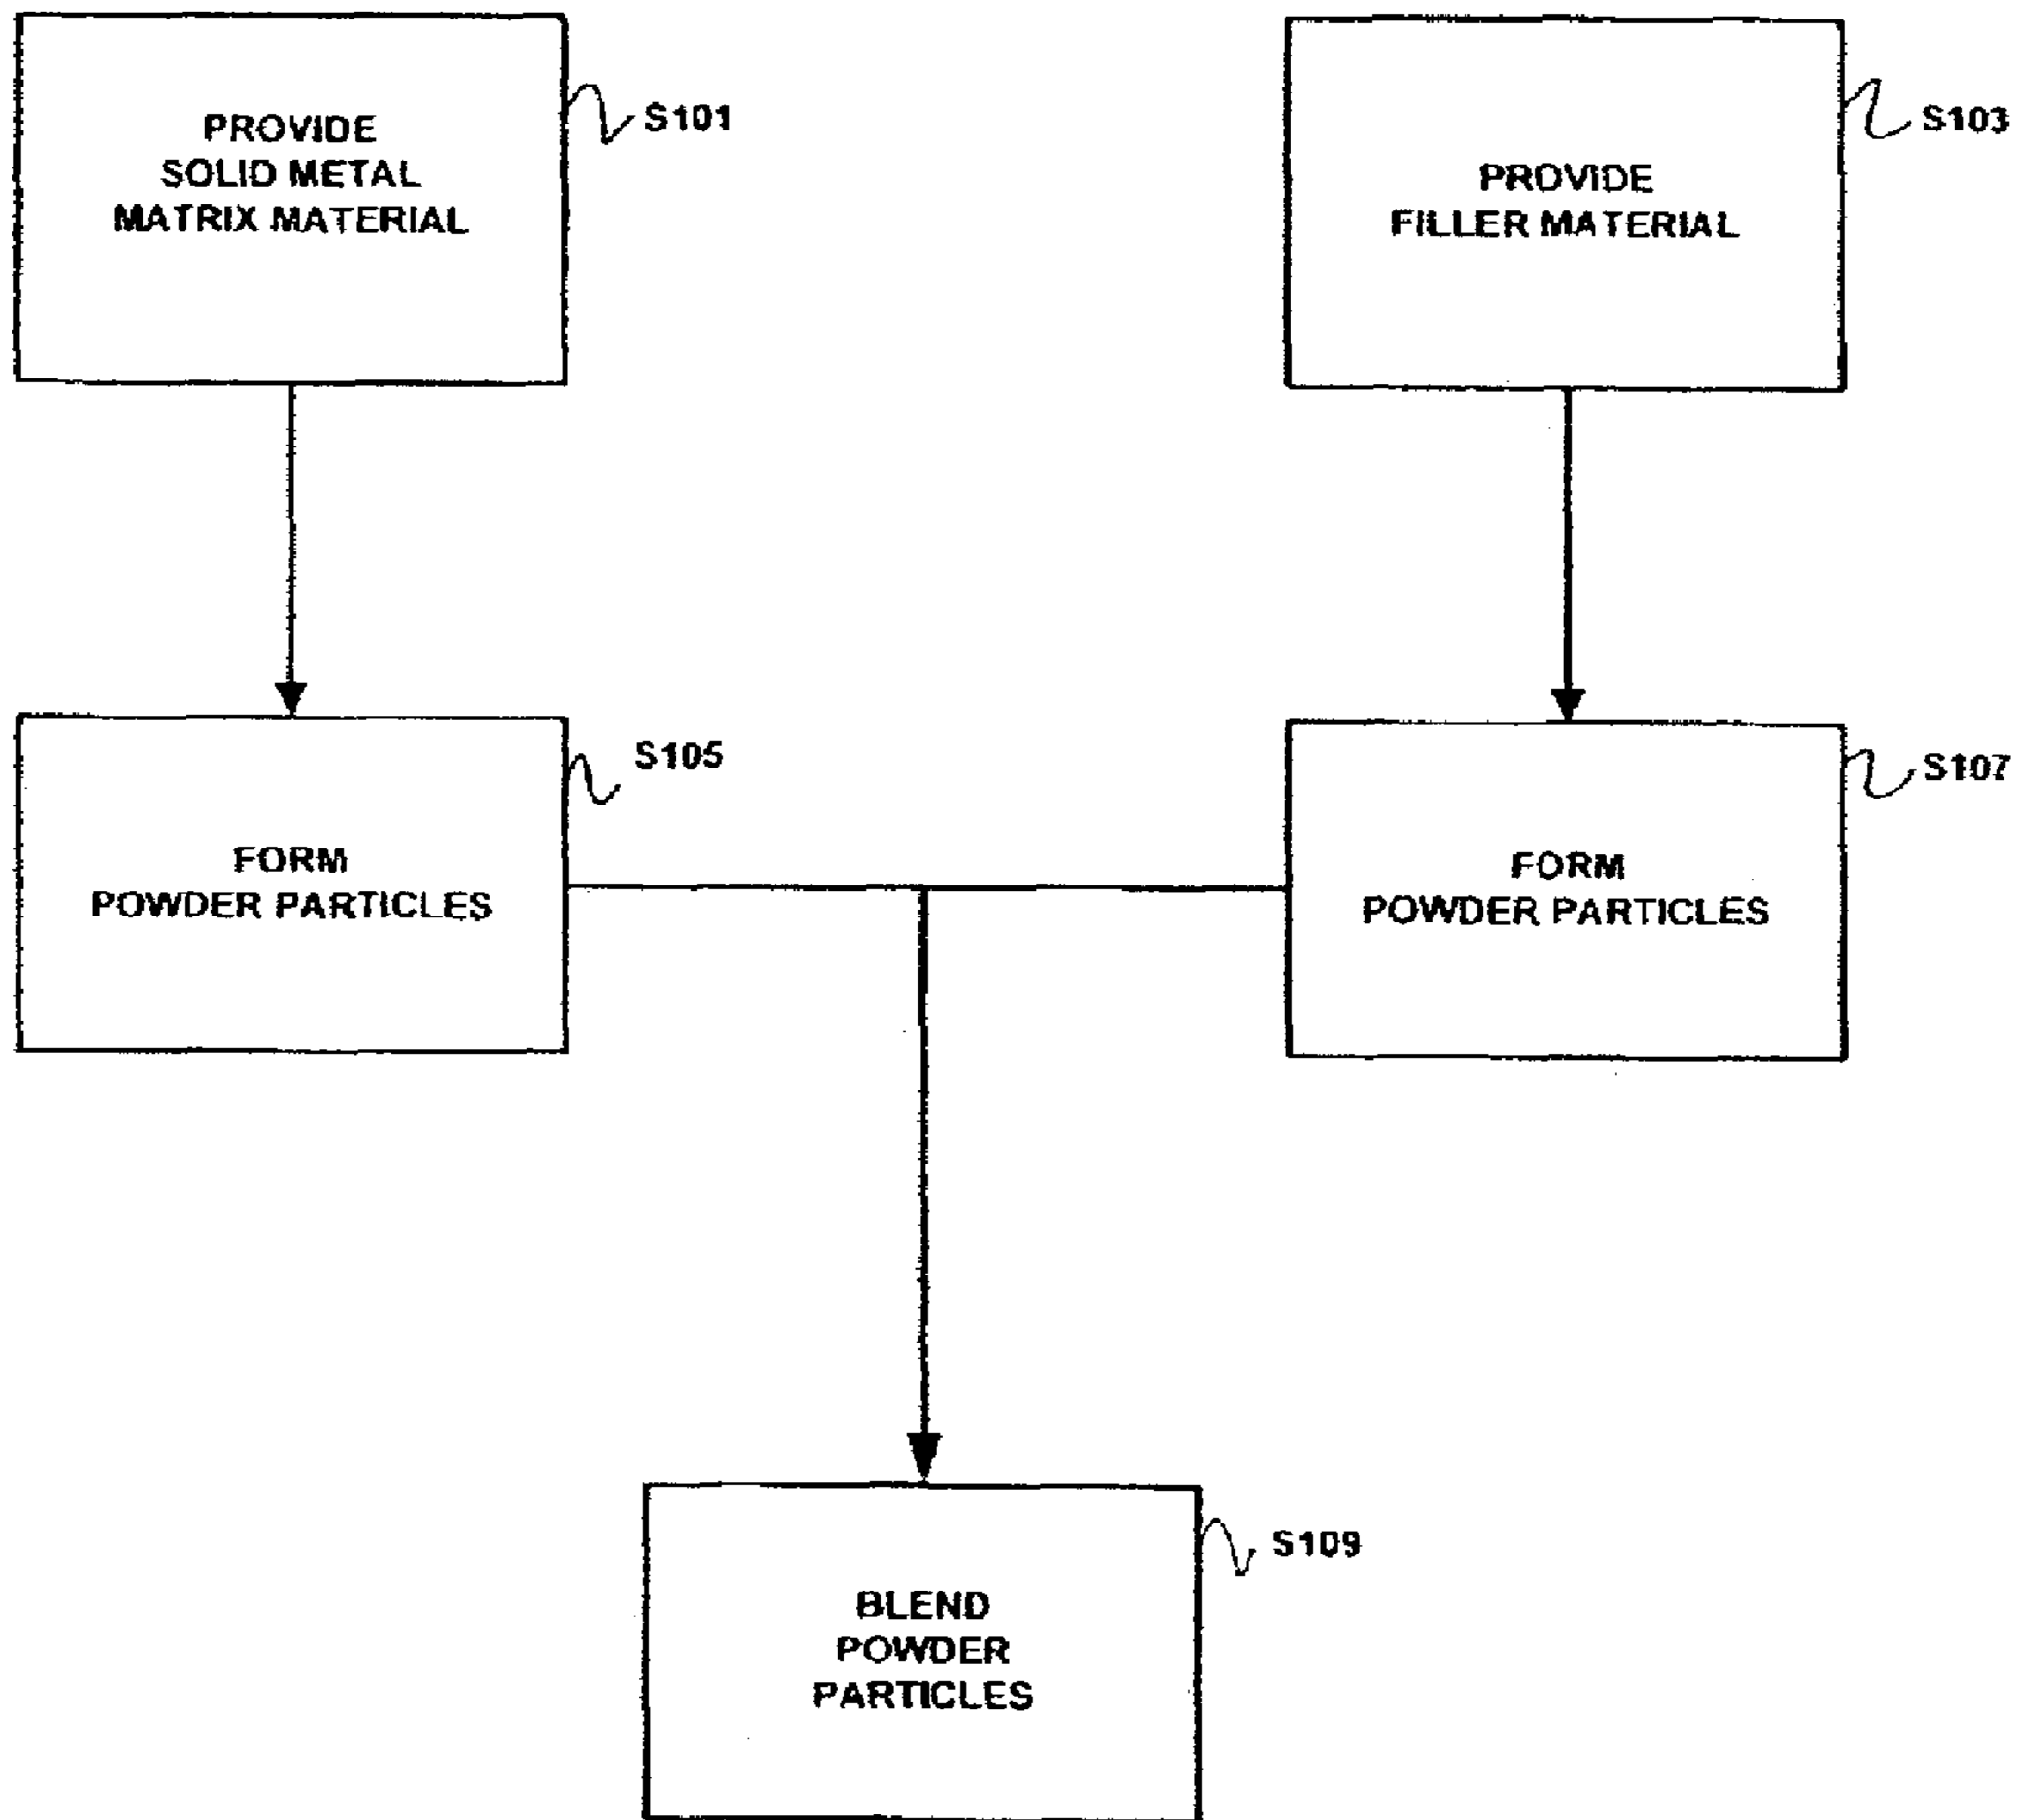 PROVIDE
SOLID METAL
MATRIX MATERIAL
S101
PROVIDE
FILLER MATERIAL
S103
FORM
POWDER PARTICLES
S105
FORM
POWDER PARTICLES
S107
BLEND
POWDER
PARTICLES
S109